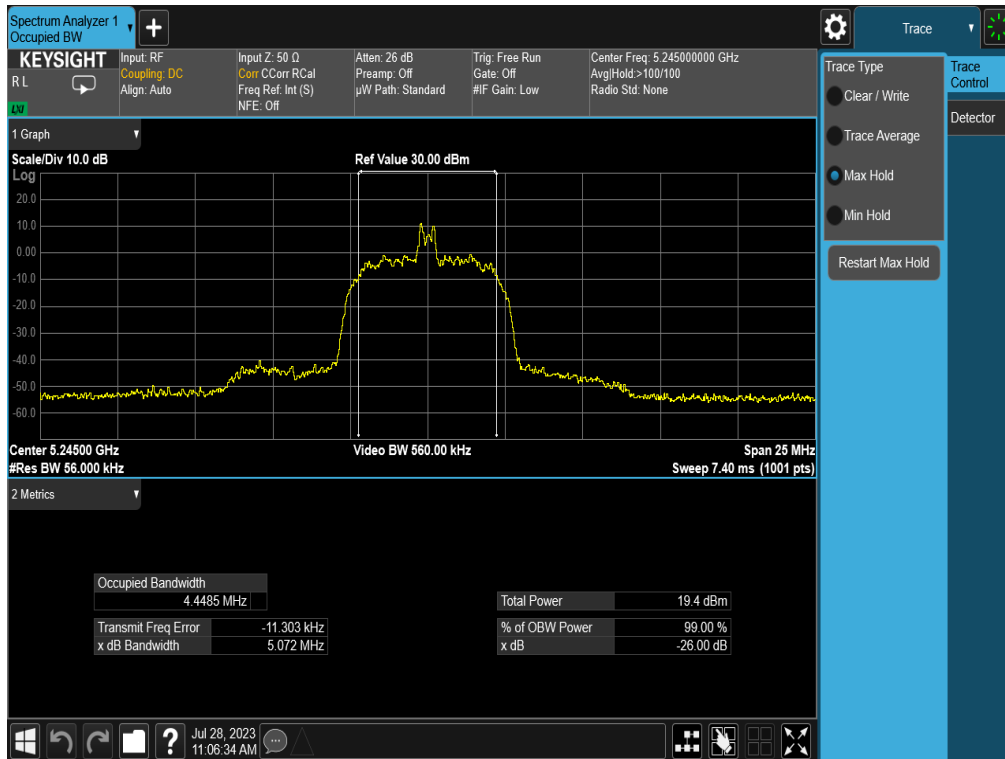 Spectrum Analyzer 1
Occupied BW
Trace
KEYSIGHT
R L
LXI
Input: RF
Coupling: DC
Align: Auto
Input Z: 50 Ω
Corr CCorr RCal
Freq Ref: Int (S)
NFE: Off
Atten: 26 dB
Preamp: Off
µW Path: Standard
Trig: Free Run
Gate: Off
#IF Gain: Low
Center Freq: 5.245000000 GHz
Avg|Hold:>100/100
Radio Std: None
Trace Type
Clear / Write
Trace Average
Max Hold
Min Hold
Restart Max Hold
Trace
Control
Detector
1 Graph
Scale/Div 10.0 dB
Ref Value 30.00 dBm
Log
20.0
10.0
0.00
-10.0
-20.0
-30.0
-40.0
-50.0
-60.0
Center 5.24500 GHz
Video BW 560.00 kHz
Span 25 MHz
#Res BW 56.000 kHz
Sweep 7.40 ms (1001 pts)
2 Metrics
Occupied Bandwidth
4.4485 MHz
Total Power 19.4 dBm
Transmit Freq Error -11.303 kHz
% of OBW Power 99.00 %
x dB Bandwidth 5.072 MHz
x dB -26.00 dB
?
Jul 28, 2023
11:06:34 AM